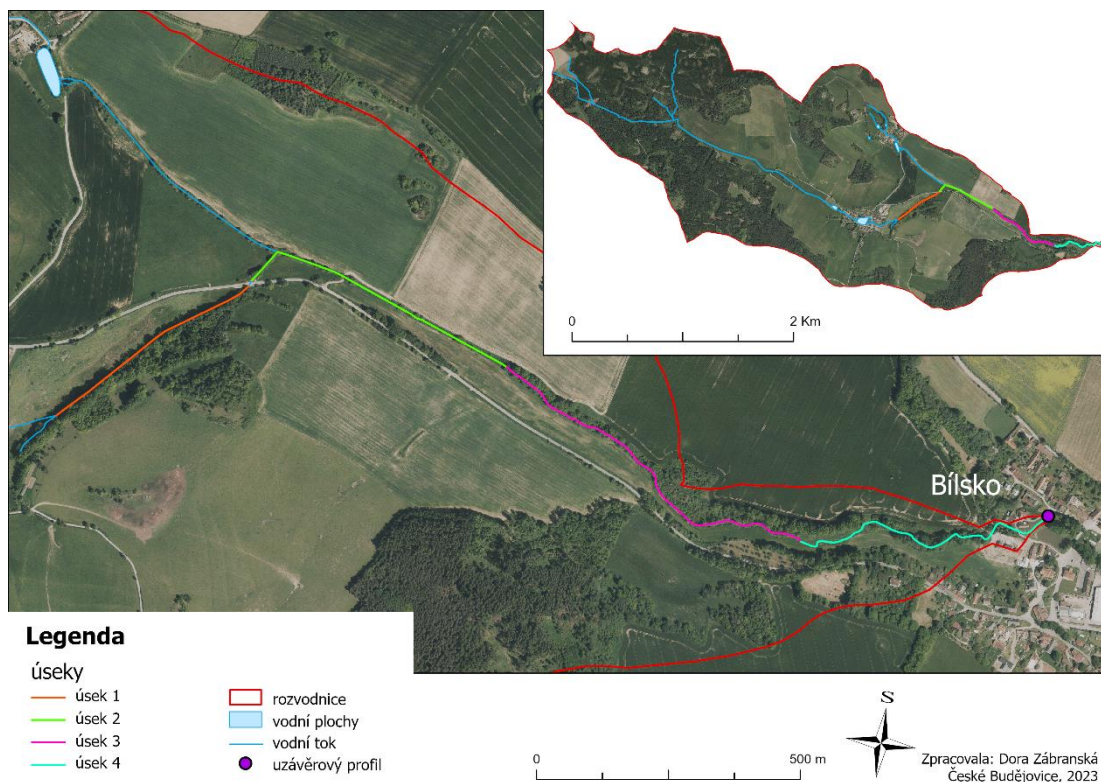 0 2 Km
Bílsko
Legenda
úseky
úsek 1
úsek 2
úsek 3
úsek 4
rozvodnice
vodní plochy
vodní tok
uzávěrový profil
0 500 m
S
Zpracovala: Dora Zábranská
České Budějovice, 2023